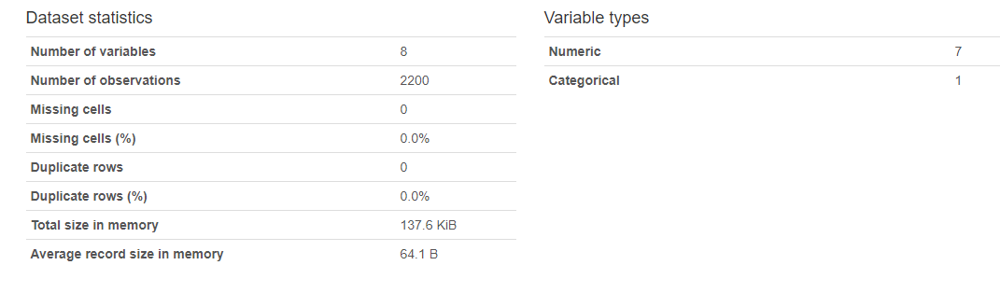 Dataset statistics
Number of variables 8
Number of observations 2200
Missing cells 0
Missing cells (%) 0.0%
Duplicate rows 0
Duplicate rows (%) 0.0%
Total size in memory 137.6 KiB
Average record size in memory 64.1 B
Variable types
Numeric 7
Categorical 1